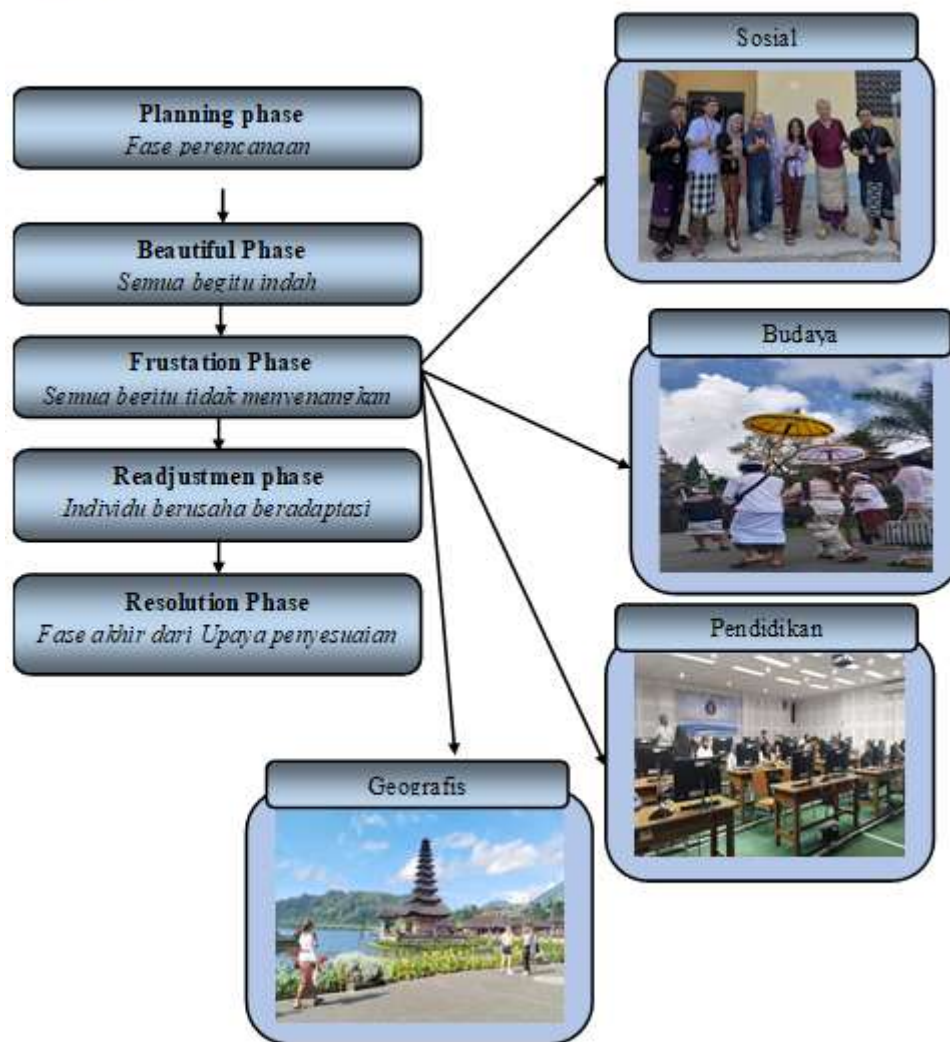 Planning phase
Fase perencanaan
Beautiful Phase
Semua begitu indah
Frustation Phase
Semua begitu tidak menyenangkan
Readjustmen phase
Individu berusaha beradaptasi
Resolution Phase
Fase akhir dari Upaya penyesuaian
Sosial
Budaya
Pendidikan
Geografis